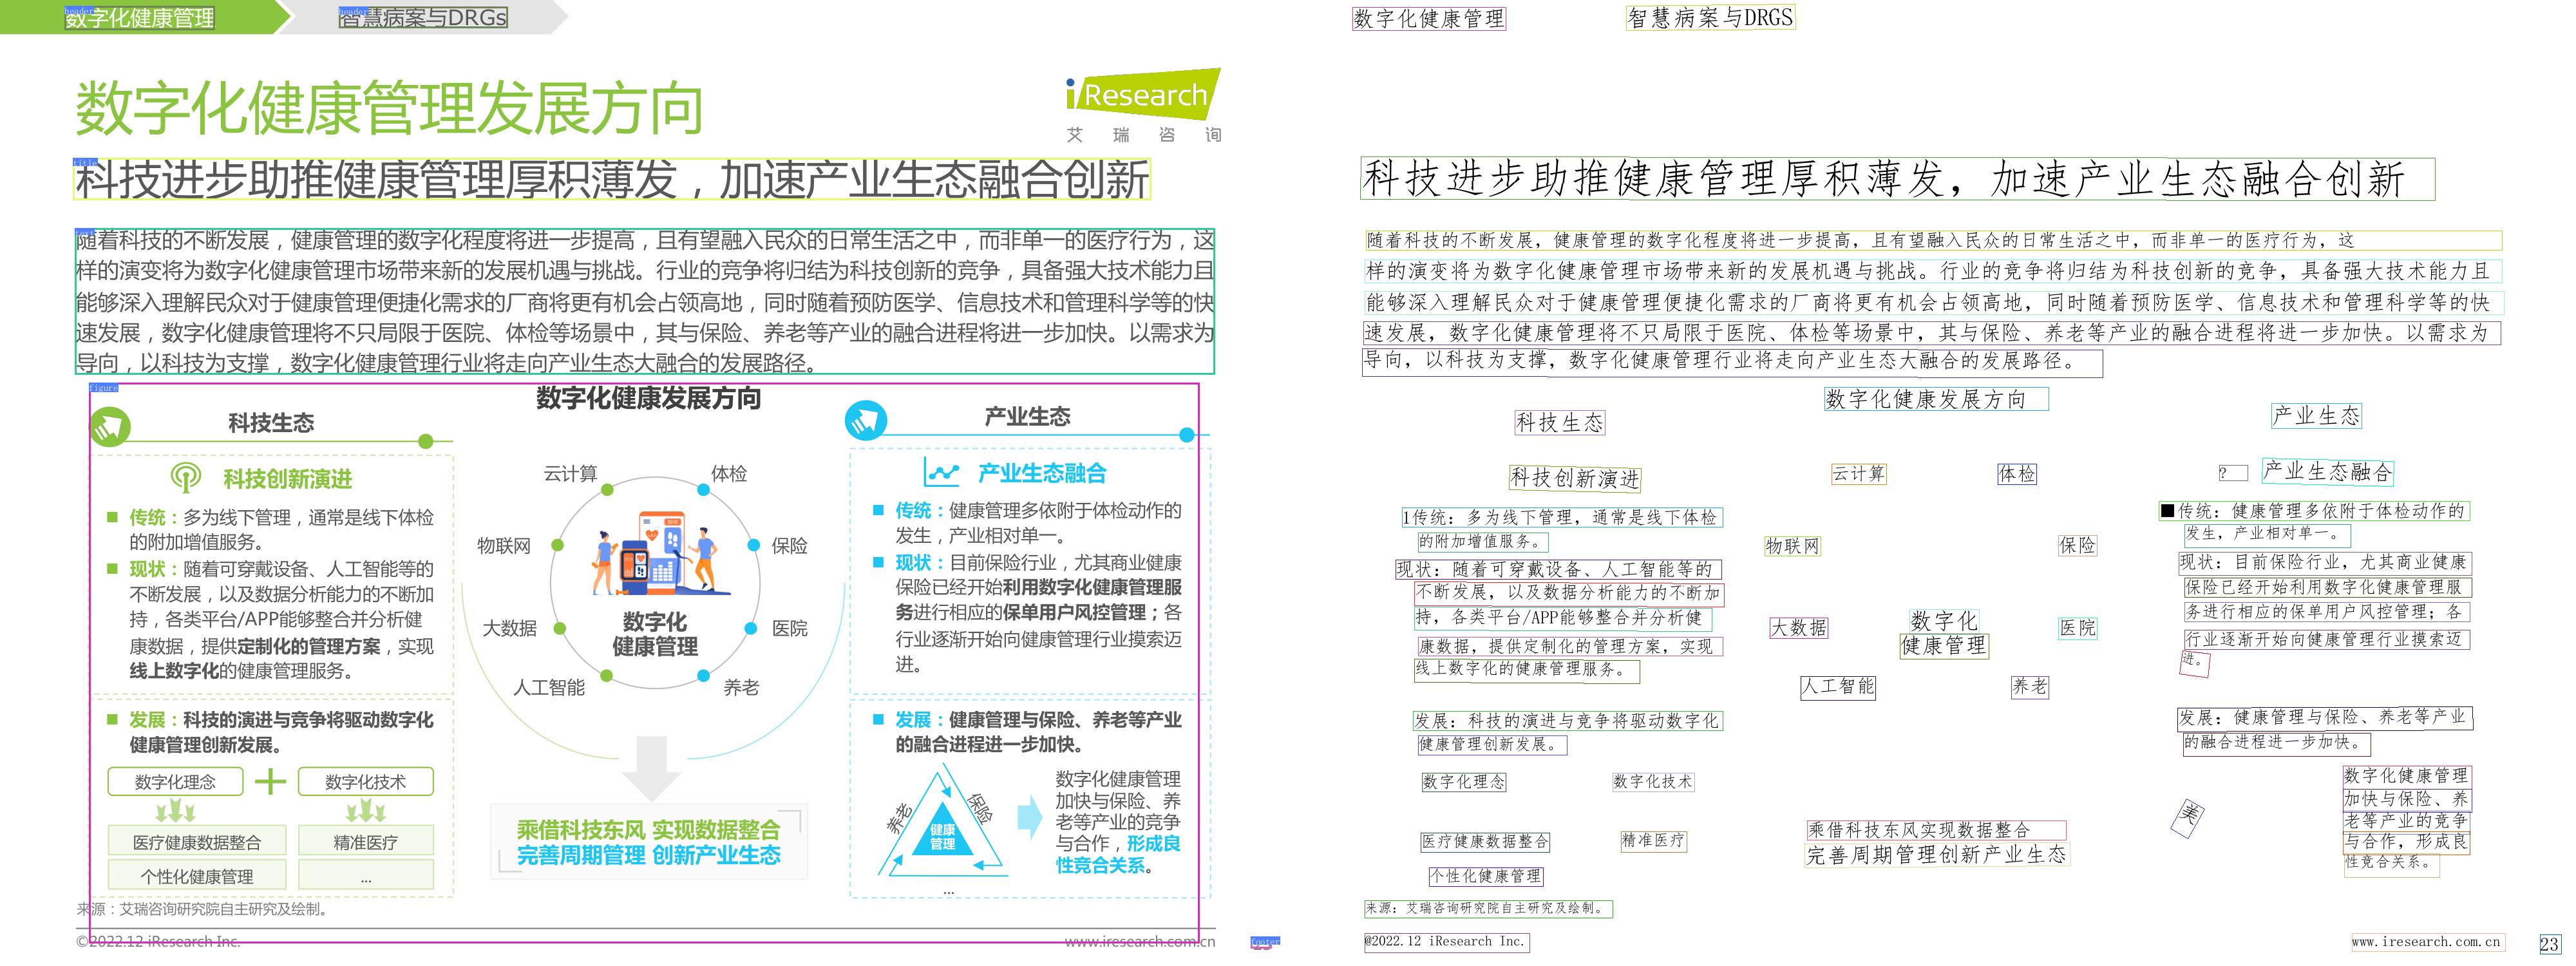 header
数字化健康管理
header
智慧病案与DRGs
数字化健康管理发展方向
iResearch
艾瑞咨询
title
科技进步助推健康管理厚积薄发，加速产业生态融合创新
随着科技的不断发展，健康管理的数字化程度将进一步提高，且有望融入民众的日常生活之中，而非单一的医疗行为，这
样的演变将为数字化健康管理市场带来新的发展机遇与挑战。行业的竞争将归结为科技创新的竞争，具备强大技术能力且
能够深入理解民众对于健康管理便捷化需求的厂商将更有机会占领高地，同时随着预防医学、信息技术和管理科学等的快
速发展，数字化健康管理将不只局限于医院、体检等场景中，其与保险、养老等产业的融合进程将进一步加快。以需求为
导向，以科技为支撑，数字化健康管理行业将走向产业生态大融合的发展路径。
figure
数字化健康发展方向
科技生态
科技创新演进
传统：多为线下管理，通常是线下体检
的附加增值服务。
现状：随着可穿戴设备、人工智能等的
不断发展，以及数据分析能力的不断加
持，各类平台/APP能够整合并分析健
康数据，提供定制化的管理方案，实现
线上数字化的健康管理服务。
发展：科技的演进与竞争将驱动数字化
健康管理创新发展。
数字化理念
数字化技术
医疗健康数据整合
精准医疗
个性化健康管理
...
云计算
体检
物联网
保险
大数据
医院
人工智能
养老
数字化
健康管理
乘借科技东风 实现数据整合
完善周期管理 创新产业生态
产业生态
产业生态融合
传统：健康管理多依附于体检动作的
发生，产业相对单一。
现状：目前保险行业，尤其商业健康
保险已经开始利用数字化健康管理服
务进行相应的保单用户风控管理；各
行业逐渐开始向健康管理行业摸索迈
进。
发展：健康管理与保险、养老等产业
的融合进程进一步加快。
养老
保险
健康
管理
...
数字化健康管理
加快与保险、养
老等产业的竞争
与合作，形成良
性竞合关系。
来源：艾瑞咨询研究院自主研究及绘制。
©2022.12 iResearch Inc.
www.iresearch.com.cn
footer
数字化健康管理
智慧病案与DRGS
科技进步助推健康管理厚积薄发，加速产业生态融合创新
随着科技的不断发展，健康管理的数字化程度将进一步提高，且有望融入民众的日常生活之中，而非单一的医疗行为，这
样的演变将为数字化健康管理市场带来新的发展机遇与挑战。行业的竞争将归结为科技创新的竞争，具备强大技术能力且
能够深入理解民众对于健康管理便捷化需求的厂商将更有机会占领高地，同时随着预防医学、信息技术和管理科学等的快
速发展，数字化健康管理将不只局限于医院、体检等场景中，其与保险、养老等产业的融合进程将进一步加快。以需求为
导向，以科技为支撑，数字化健康管理行业将走向产业生态大融合的发展路径。
数字化健康发展方向
科技生态
科技创新演进
1传统：多为线下管理，通常是线下体检
的附加增值服务。
现状：随着可穿戴设备、人工智能等的
不断发展，以及数据分析能力的不断加
持，各类平台/APP能够整合并分析健
康数据，提供定制化的管理方案，实现
线上数字化的健康管理服务。
发展：科技的演进与竞争将驱动数字化
健康管理创新发展。
数字化理念
数字化技术
医疗健康数据整合
精准医疗
个性化健康管理
云计算
体检
物联网
保险
大数据
医院
人工智能
养老
数字化
健康管理
乘借科技东风实现数据整合
完善周期管理创新产业生态
产业生态
?
产业生态融合
■传统：健康管理多依附于体检动作的
发生，产业相对单一。
现状：目前保险行业，尤其商业健康
保险已经开始利用数字化健康管理服
务进行相应的保单用户风控管理；各
行业逐渐开始向健康管理行业摸索迈
进。
发展：健康管理与保险、养老等产业
的融合进程进一步加快。
美
数字化健康管理
加快与保险、养
老等产业的竞争
与合作，形成良
性竞合关系。
来源：艾瑞咨询研究院自主研究及绘制。
@2022.12 iResearch Inc.
www.iresearch.com.cn
23